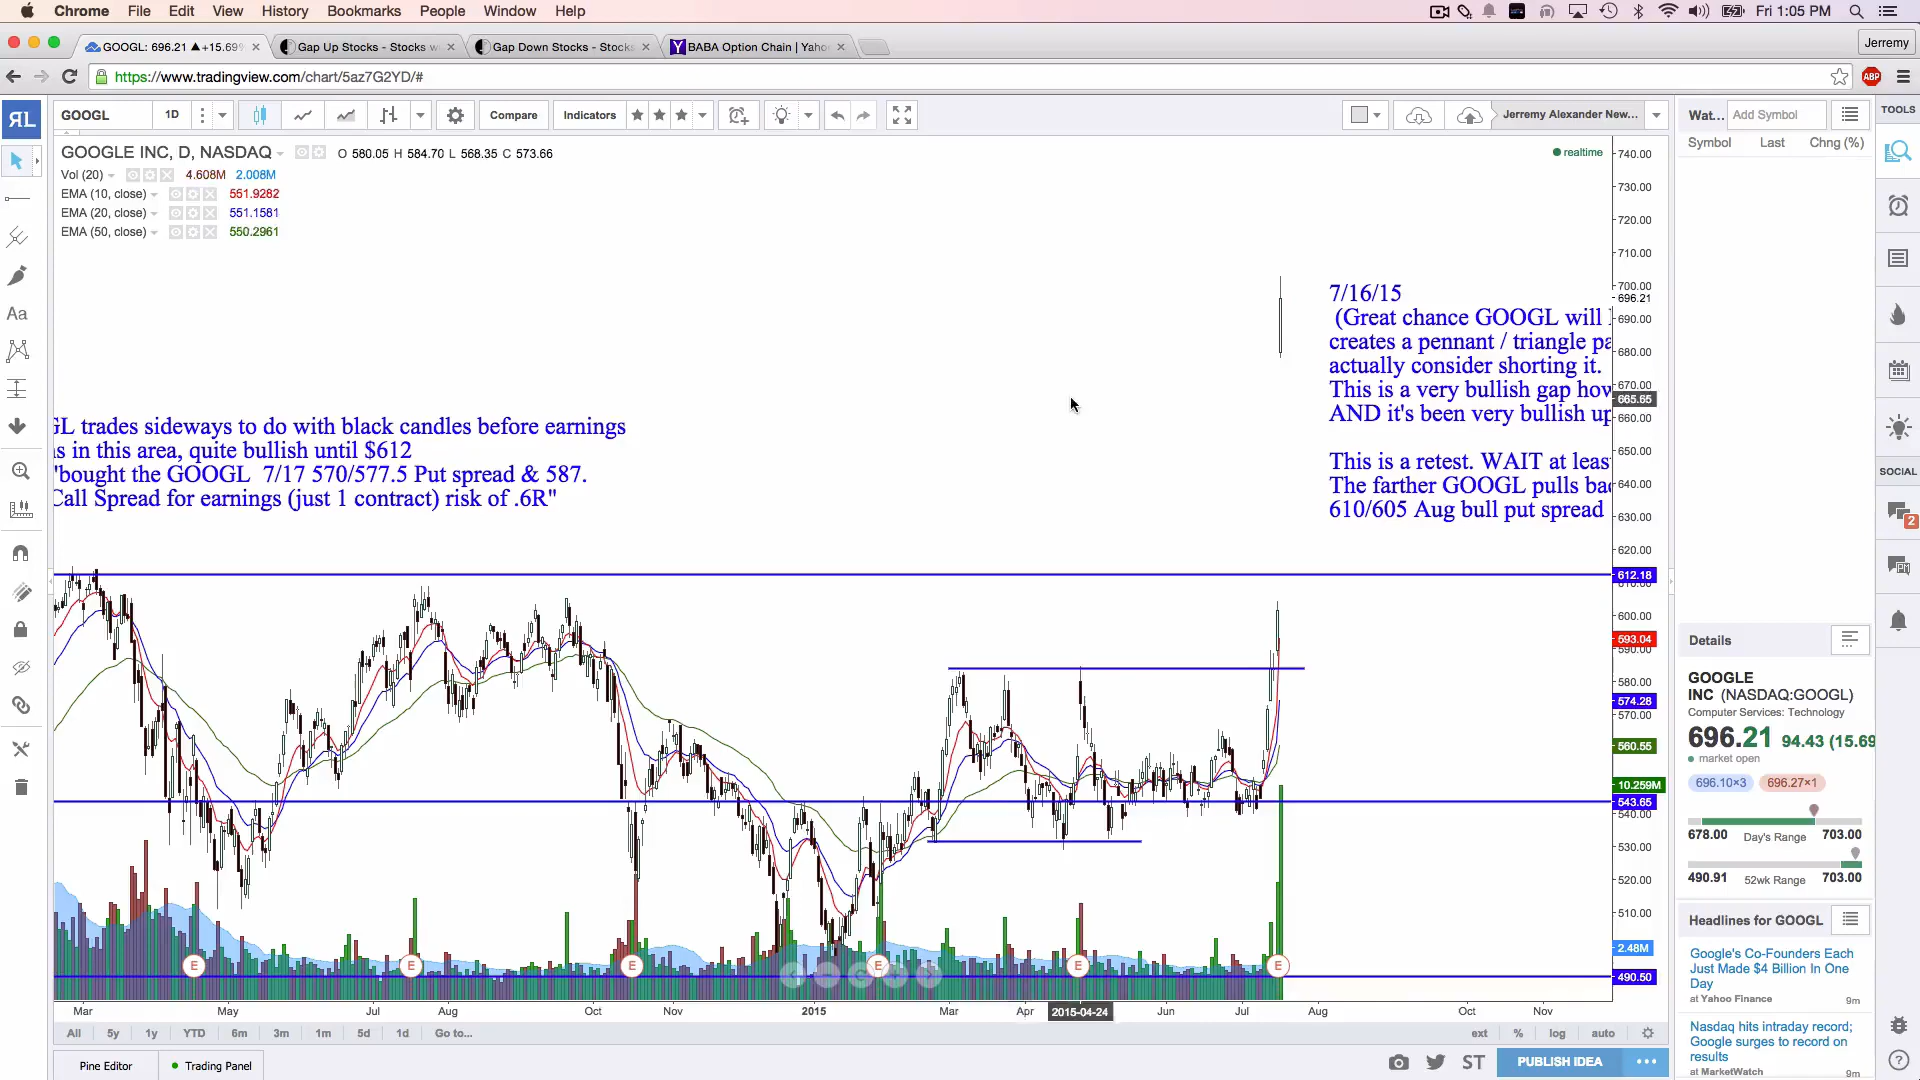 Chrome File Edit View History Bookmarks People Window Help
Fri 1:05 PM
GOOGL: 696.21 ▲+15.69%
Gap Up Stocks - Stocks w
Gap Down Stocks - Stocks
BABA Option Chain | Yaho
Jerremy
https://www.tradingview.com/chart/5az7G2YD/#
ABP
GOOGL 1D Compare Indicators
Jerremy Alexander New...
Wat... Add Symbol
TOOLS
Symbol Last Chng (%)
GOOGLE INC, D, NASDAQ O 580.05 H 584.70 L 568.35 C 573.66
realtime
Vol (20) 4.608M 2.008M
EMA (10, close) 551.9282
EMA (20, close) 551.1581
EMA (50, close) 550.2961
740.00
730.00
720.00
710.00
700.00
696.21
690.00
680.00
670.00
665.65
660.00
650.00
640.00
630.00
620.00
612.18
600.00
593.04
590.00
580.00
574.28
570.00
560.55
10.259M
543.65
540.00
530.00
520.00
510.00
2.48M
490.50
7/16/15
(Great chance GOOGL will
creates a pennant / triangle pa
actually consider shorting it.
This is a very bullish gap how
AND it's been very bullish up
This is a retest. WAIT at leas
The farther GOOGL pulls bac
610/605 Aug bull put spread
GL trades sideways to do with black candles before earnings
s in this area, quite bullish until $612
"bought the GOOGL 7/17 570/577.5 Put spread & 587.
Call Spread for earnings (just 1 contract) risk of .6R"
E E E E E E
Mar May Jul Aug Oct Nov 2015 Mar Apr 2015-04-24 Jun Jul Aug Oct Nov
All 5y 1y YTD 6m 3m 1m 5d 1d Go to...
ext % log auto
Pine Editor Trading Panel
ST PUBLISH IDEA
SOCIAL
2
Details
GOOGLE
INC (NASDAQ:GOOGL)
Computer Services: Technology
696.21 94.43 (15.69
market open
696.10×3 696.27×1
678.00 Day's Range 703.00
490.91 52wk Range 703.00
Headlines for GOOGL
Google's Co-Founders Each
Just Made $4 Billion In One
Day
at Yahoo Finance 9m
Nasdaq hits intraday record;
Google surges to record on
results
at MarketWatch 9m